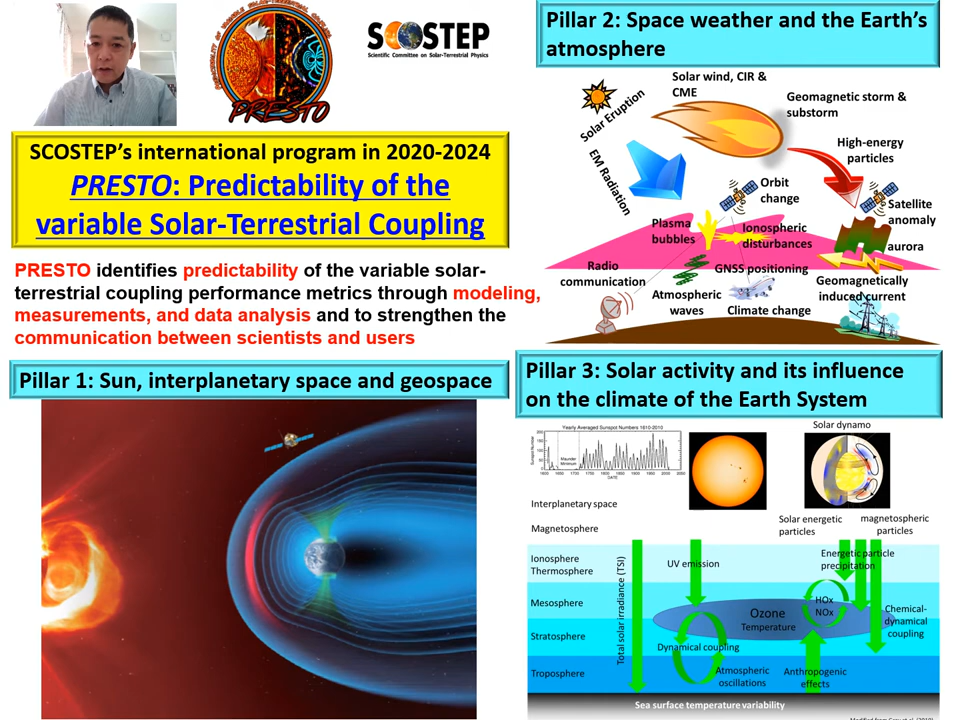 PRESTO
SCOSTEP
Scientific Committee on Solar-Terrestrial Physics
SCOSTEP's international program in 2020-2024
PRESTO: Predictability of the
variable Solar-Terrestrial Coupling
PRESTO identifies predictability of the variable solar-
terrestrial coupling performance metrics through modeling,
measurements, and data analysis and to strengthen the
communication between scientists and users
Pillar 1: Sun, interplanetary space and geospace
Pillar 2: Space weather and the Earth's
atmosphere
Solar wind, CIR &
CME
Solar Eruption
Geomagnetic storm &
substorm
EM Radiation
High-energy
particles
Orbit
change
Satellite
anomaly
Plasma
bubbles
Ionospheric
disturbances
aurora
Radio
communication
GNSS positioning
Geomagnetically
induced current
Atmospheric
waves
Climate change
Pillar 3: Solar activity and its influence
on the climate of the Earth System
Yearly Averaged Sunspot Numbers 1610-2010
Sunspot Number
Maunder
Minimum
DATE
Solar dynamo
Interplanetary space
Magnetosphere
Solar energetic
particles
magnetospheric
particles
Ionosphere
Thermosphere
Total solar irradiance (TSI)
UV emission
Energetic particle
precipitation
Mesosphere
HOx
NOx
Ozone
Temperature
Chemical-
dynamical
coupling
Stratosphere
Dynamical coupling
Troposphere
Atmospheric
oscillations
Anthropogenic
effects
Sea surface temperature variability